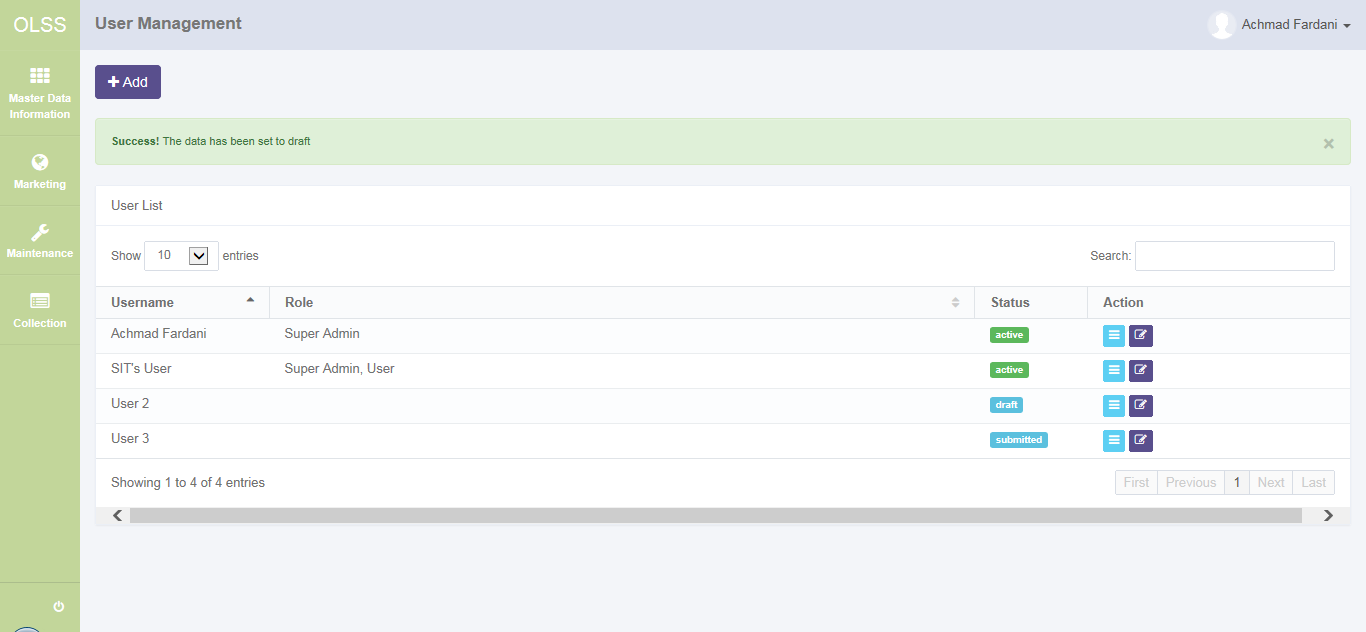 OLSS
User Management
Achmad Fardani
Master Data
Information
Marketing
Maintenance
Collection
Add
Success! The data has been set to draft
×
User List
Show 10 entries
Search:
Username Role Status Action
Achmad Fardani Super Admin active
SIT's User Super Admin, User active
User 2 draft
User 3 submitted
Showing 1 to 4 of 4 entries
First Previous 1 Next Last